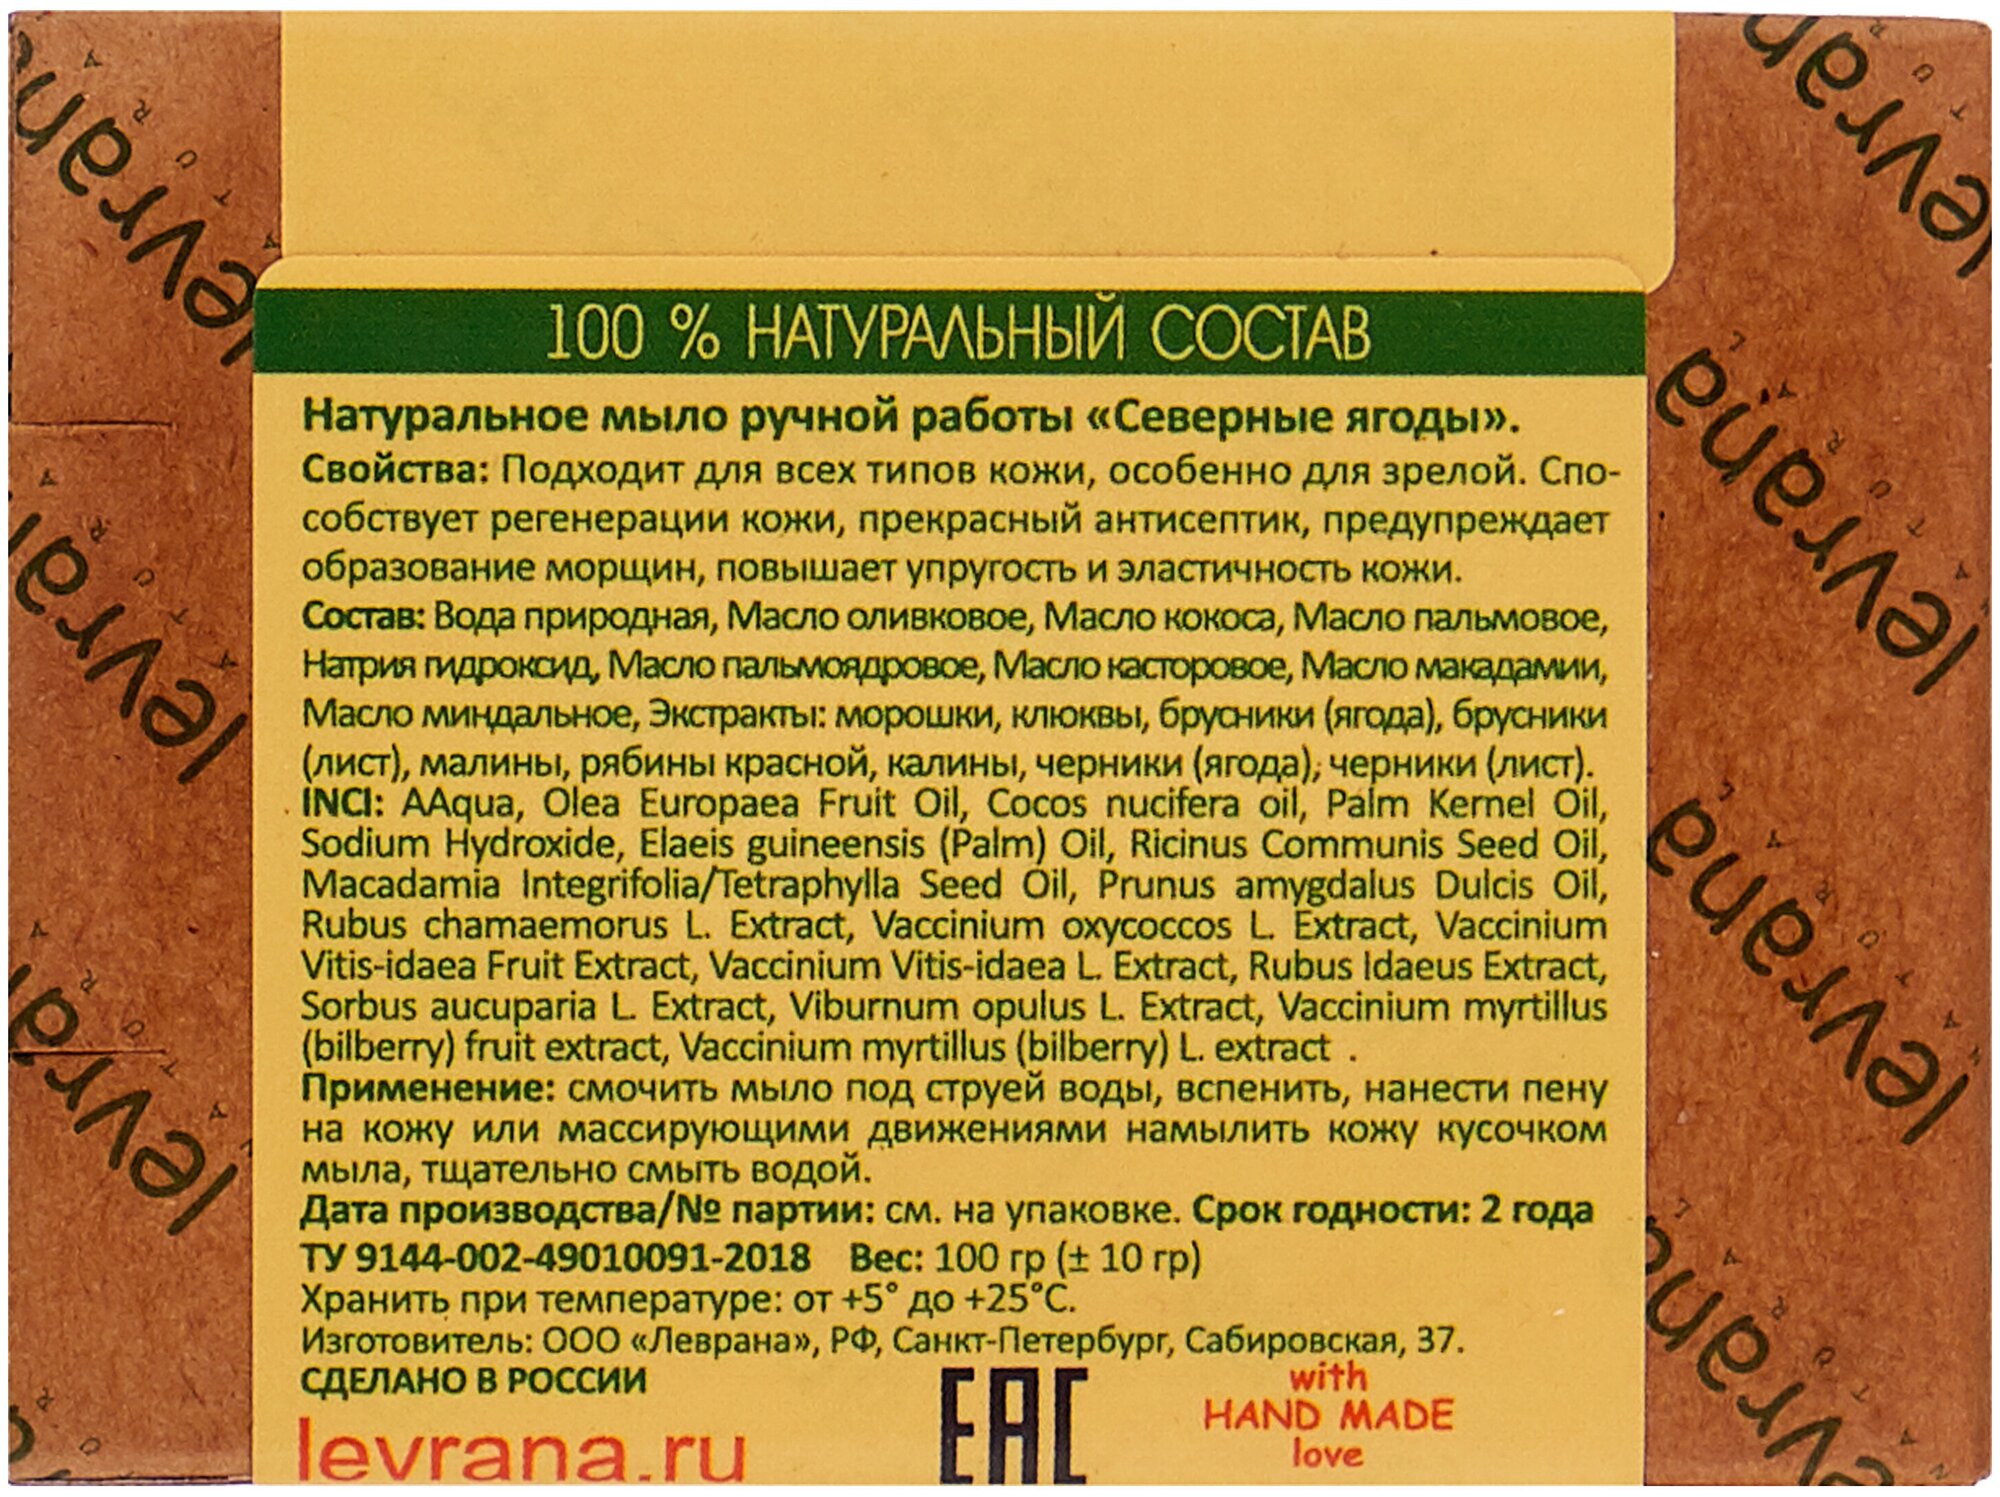 100 % НАТУРАЛЬНЫЙ СОСТАВ
Натуральное мыло ручной работы «Северные ягоды».
Свойства: Подходит для всех типов кожи, особенно для зрелой. Спо-
собствует регенерации кожи, прекрасный антисептик, предупреждает
образование морщин, повышает упругость и эластичность кожи.
Состав: Вода природная, Масло оливковое, Масло кокоса, Масло пальмовое,
Натрия гидроксид, Масло пальмоядровое, Масло касторовое, Масло макадамии,
Масло миндальное, Экстракты: морошки, клюквы, брусники (ягода), брусники
(лист), малины, рябины красной, калины, черники (ягода), черники (лист).
INCI: AAqua, Olea Europaea Fruit Oil, Cocos nucifera oil, Palm Kernel Oil,
Sodium Hydroxide, Elaeis guineensis (Palm) Oil, Ricinus Communis Seed Oil,
Macadamia Integrifolia/Tetraphylla Seed Oil, Prunus amygdalus Dulcis Oil,
Rubus chamaemorus L. Extract, Vaccinium oxycoccos L. Extract, Vaccinium
Vitis-idaea Fruit Extract, Vaccinium Vitis-idaea L. Extract, Rubus Idaeus Extract,
Sorbus aucuparia L. Extract, Viburnum opulus L. Extract, Vaccinium myrtillus
(bilberry) fruit extract, Vaccinium myrtillus (bilberry) L. extract .
Применение: смочить мыло под струей воды, вспенить, нанести пену
на кожу или массирующими движениями намылить кожу кусочком
мыла, тщательно смыть водой.
Дата производства/№ партии: см. на упаковке. Срок годности: 2 года
ТУ 9144-002-49010091-2018 Вес: 100 гр (± 10 гр)
Хранить при температуре: от +5° до +25°С.
Изготовитель: ООО «Леврана», РФ, Санкт-Петербург, Сабировская, 37.
СДЕЛАНО В РОССИИ
levrana.ru
EAC
with
HAND MADE
love
levrana
levrana